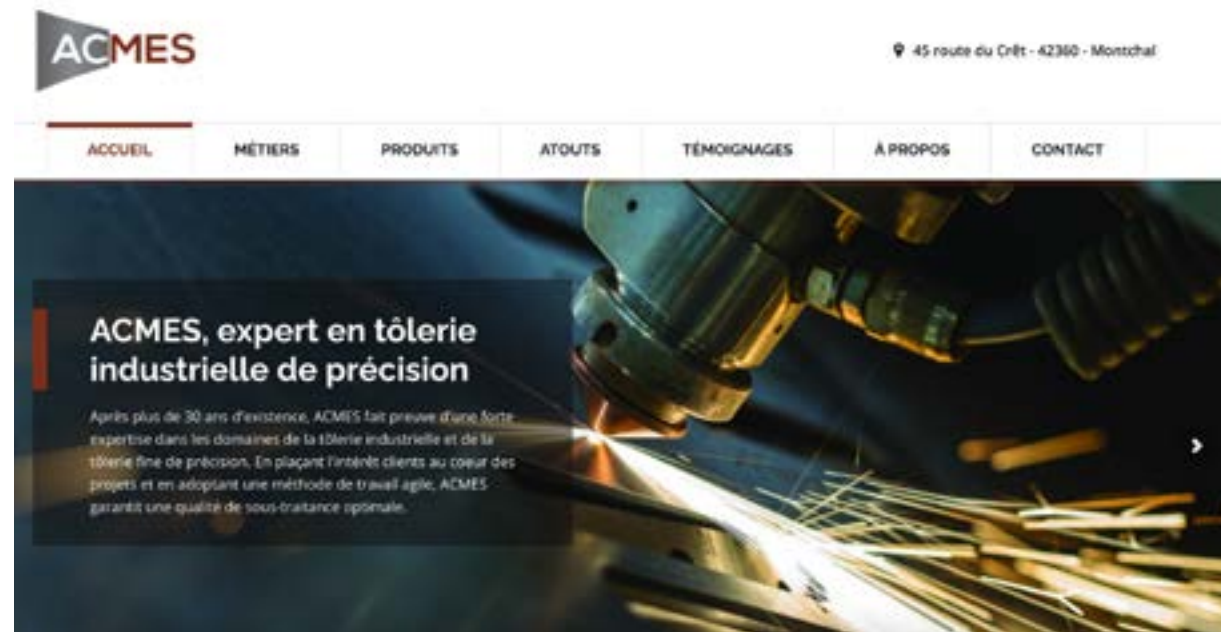 ACMES
45 route du Crêt - 42360 - Montchal
ACCUEIL
MÉTIERS
PRODUITS
ATOUTS
TÉMOIGNAGES
À PROPOS
CONTACT
ACMES, expert en tôlerie
industrielle de précision
Après plus de 30 ans d'existence, ACMES fait preuve d'une forte
expertise dans les domaines de la tôlerie industrielle et de la
tôlerie fine de précision. En plaçant l'intérêt clients au coeur des
projets et en adoptant une méthode de travail agile, ACMES
garantit une qualité de sous-traitance optimale.